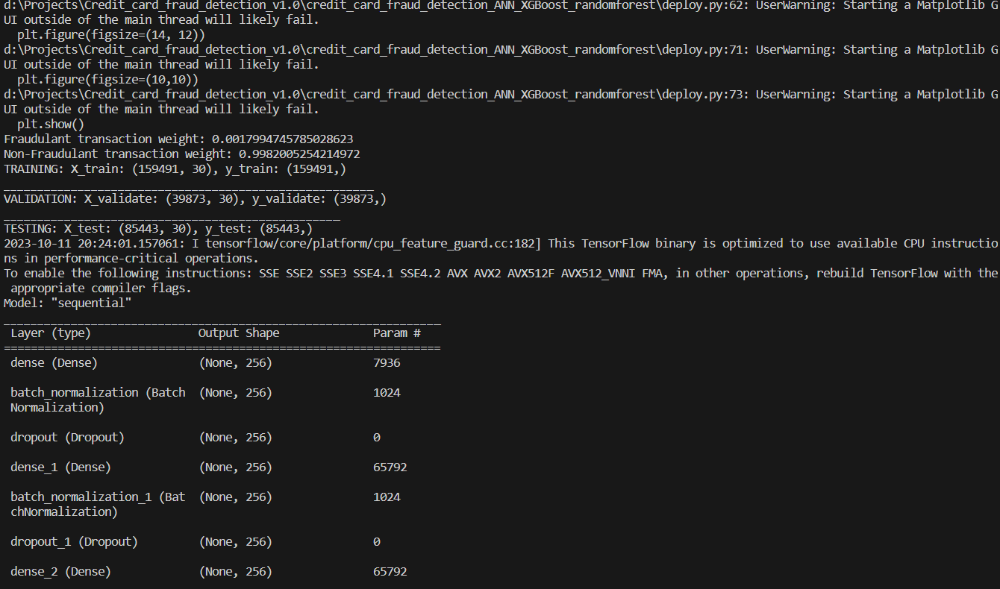 d:\Projects\Credit_card_fraud_detection_v1.0\credit_card_fraud_detection_ANN_XGBoost_randomforest\deploy.py:62: UserWarning: Starting a Matplotlib G
UI outside of the main thread will likely fail.
  plt.figure(figsize=(14, 12))
d:\Projects\Credit_card_fraud_detection_v1.0\credit_card_fraud_detection_ANN_XGBoost_randomforest\deploy.py:71: UserWarning: Starting a Matplotlib G
UI outside of the main thread will likely fail.
  plt.figure(figsize=(10,10))
d:\Projects\Credit_card_fraud_detection_v1.0\credit_card_fraud_detection_ANN_XGBoost_randomforest\deploy.py:73: UserWarning: Starting a Matplotlib G
UI outside of the main thread will likely fail.
  plt.show()
Fraudulant transaction weight: 0.0017994745785028623
Non-Fraudulant transaction weight: 0.9982005254214972
TRAINING: X_train: (159491, 30), y_train: (159491,)
_______________________________________________________
VALIDATION: X_validate: (39873, 30), y_validate: (39873,)
__________________________________________________
TESTING: X_test: (85443, 30), y_test: (85443,)
2023-10-11 20:24:01.157061: I tensorflow/core/platform/cpu_feature_guard.cc:182] This TensorFlow binary is optimized to use available CPU instructio
ns in performance-critical operations.
To enable the following instructions: SSE SSE2 SSE3 SSE4.1 SSE4.2 AVX AVX2 AVX512F AVX512_VNNI FMA, in other operations, rebuild TensorFlow with the
 appropriate compiler flags.
Model: "sequential"
_________________________________________________________________
 Layer (type)                Output Shape              Param #
=================================================================
 dense (Dense)               (None, 256)               7936
 batch_normalization (Batch  (None, 256)               1024
 Normalization)
 dropout (Dropout)           (None, 256)               0
 dense_1 (Dense)             (None, 256)               65792
 batch_normalization_1 (Bat  (None, 256)               1024
 chNormalization)
 dropout_1 (Dropout)         (None, 256)               0
 dense_2 (Dense)             (None, 256)               65792